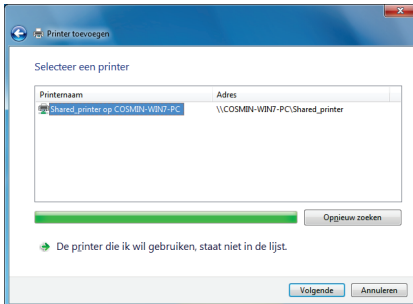 Printer toevoegen
Selecteer een printer
Printernaam Adres
Shared_printer op COSMIN-WIN7-PC \\COSMIN-WIN7-PC\Shared_printer
Opnieuw zoeken
De printer die ik wil gebruiken, staat niet in de lijst.
Volgende Annuleren